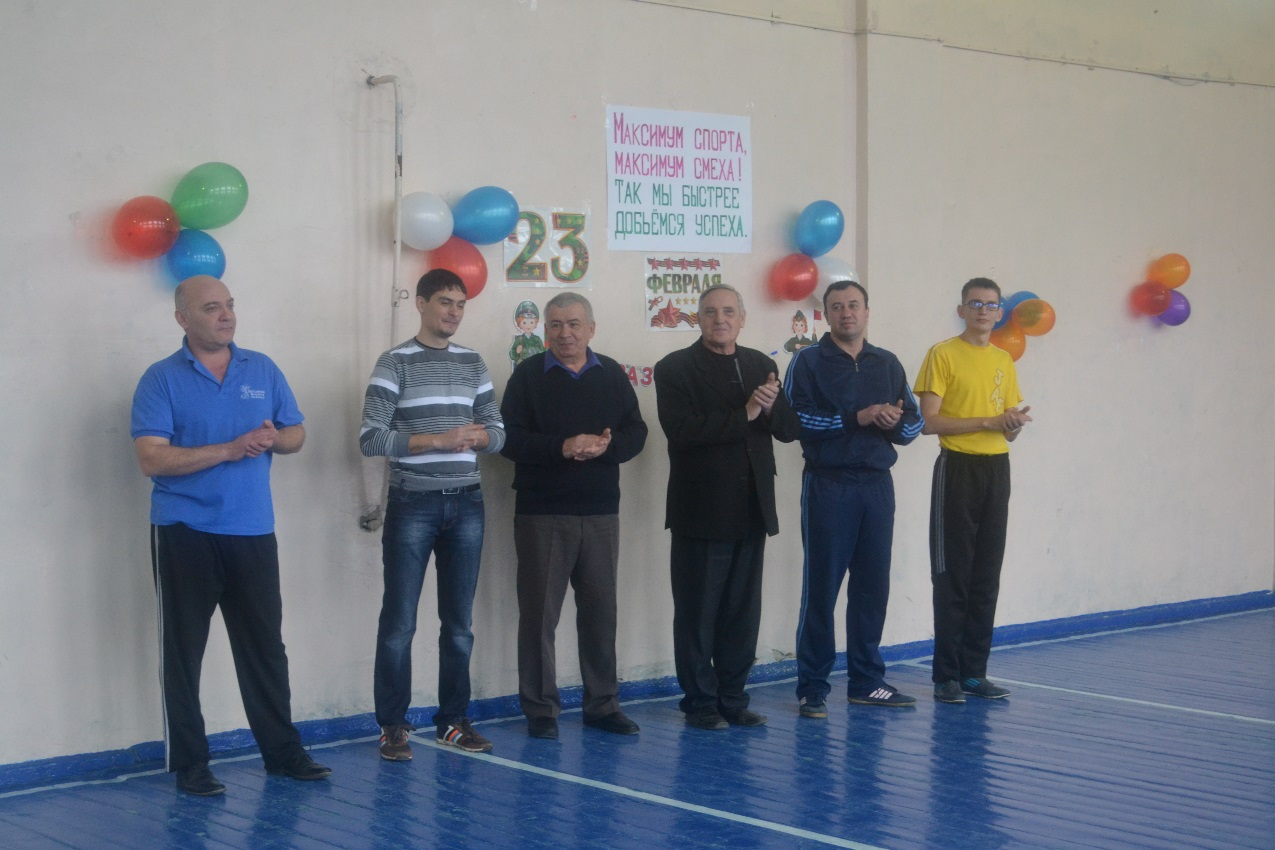 МАКСИМУМ СПОРТА,
МАКСИМУМ СМЕХА!
ТАК МЫ БЫСТРЕЕ
ДОБЬЁМСЯ УСПЕХА.
23
ФЕВРАЛЯ